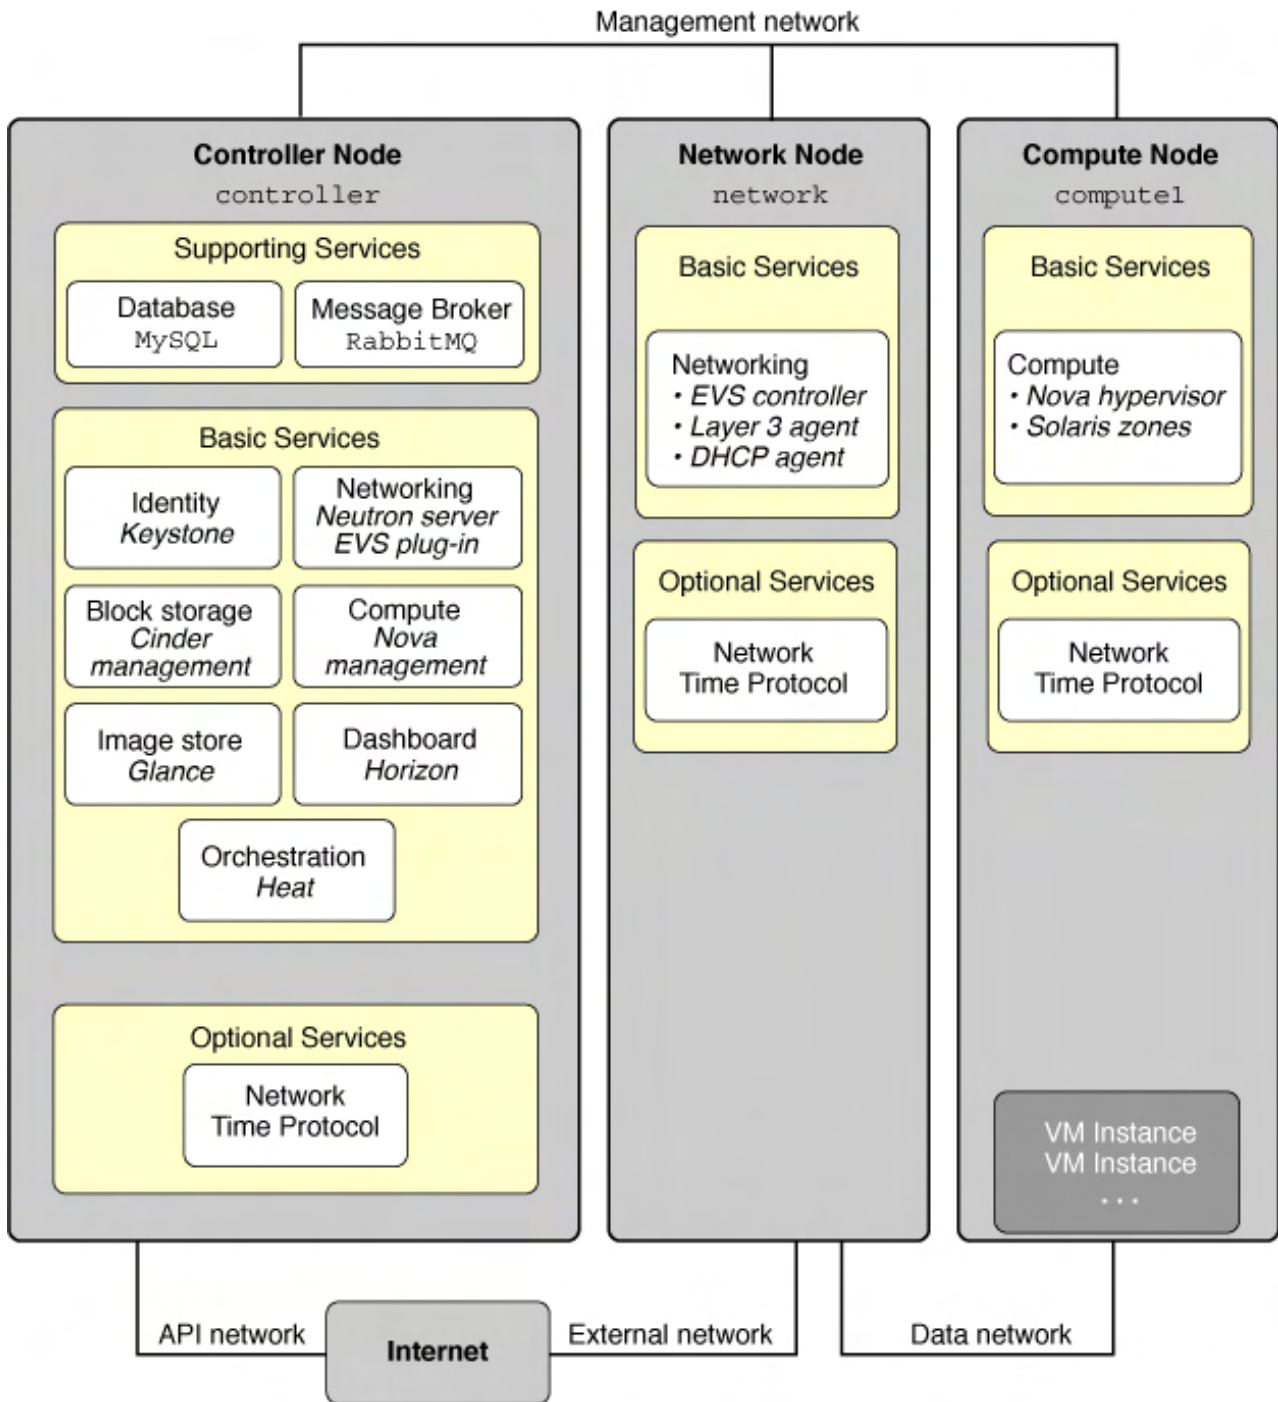 Management network
Controller Node
controller
Supporting Services
Database
MySQL
Message Broker
RabbitMQ
Basic Services
Identity
Keystone
Networking
Neutron server
EVS plug-in
Block storage
Cinder
management
Compute
Nova
management
Image store
Glance
Dashboard
Horizon
Orchestration
Heat
Optional Services
Network
Time Protocol
Network Node
network
Basic Services
Networking
• EVS controller
• Layer 3 agent
• DHCP agent
Optional Services
Network
Time Protocol
Compute Node
compute1
Basic Services
Compute
• Nova hypervisor
• Solaris zones
Optional Services
Network
Time Protocol
VM Instance
VM Instance
...
API network
Internet
External network
Data network